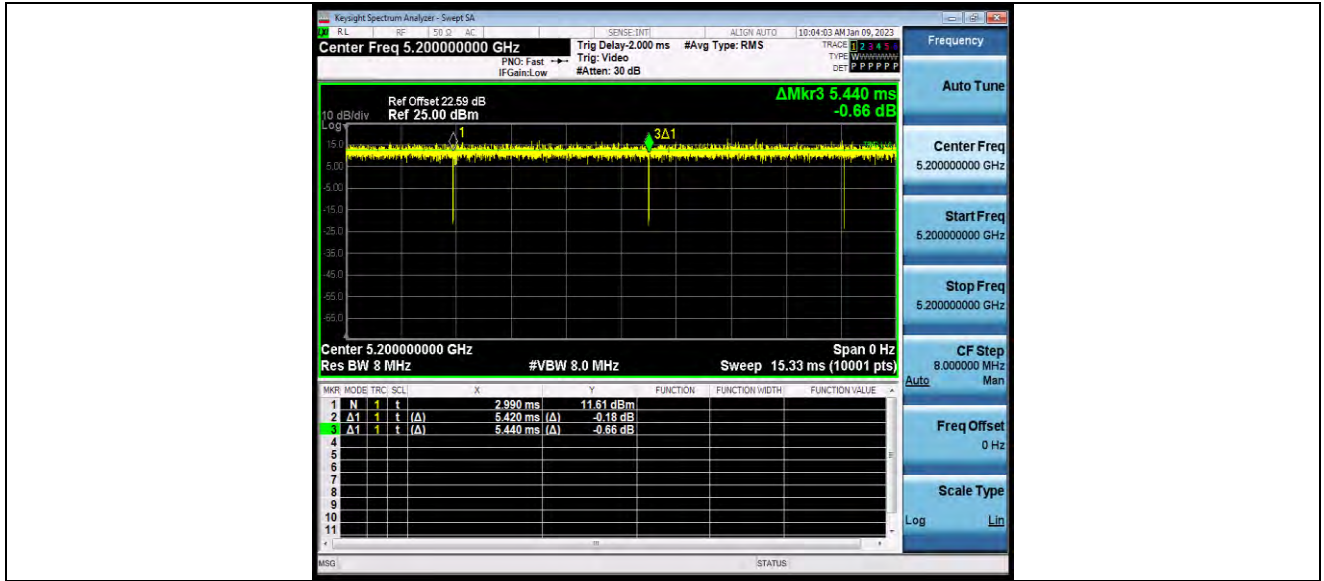 Keysight Spectrum Analyzer - Swept SA
RL RF 50 Ω AC SENSE:INT ALIGN AUTO 10:04:03 AM Jan 09, 2023
Center Freq 5.200000000 GHz
PNO: Fast
IFGain:Low
Trig Delay-2.000 ms
Trig: Video
#Atten: 30 dB
#Avg Type: RMS
TRACE 1 2 3 4 5 6
TYPE WWWWWW
DET P P P P P P
Ref Offset 22.59 dB
10 dB/div Ref 25.00 dBm
Log
ΔMkr3 5.440 ms
-0.66 dB
1
3Δ1
15.0
5.00
-5.00
-15.0
-25.0
-35.0
-45.0
-55.0
-65.0
Center 5.200000000 GHz Span 0 Hz
Res BW 8 MHz #VBW 8.0 MHz Sweep 15.33 ms (10001 pts)
MKR MODE TRC SCL X Y FUNCTION FUNCTION WIDTH FUNCTION VALUE
1 N 1 t 2.990 ms 11.61 dBm
2 Δ1 1 t (Δ) 5.420 ms (Δ) -0.18 dB
3 Δ1 1 t (Δ) 5.440 ms (Δ) -0.66 dB
4
5
6
7
8
9
10
11
MSG STATUS
Frequency
Auto Tune
Center Freq
5.200000000 GHz
Start Freq
5.200000000 GHz
Stop Freq
5.200000000 GHz
CF Step
8.000000 MHz
Auto Man
Freq Offset
0 Hz
Scale Type
Log Lin